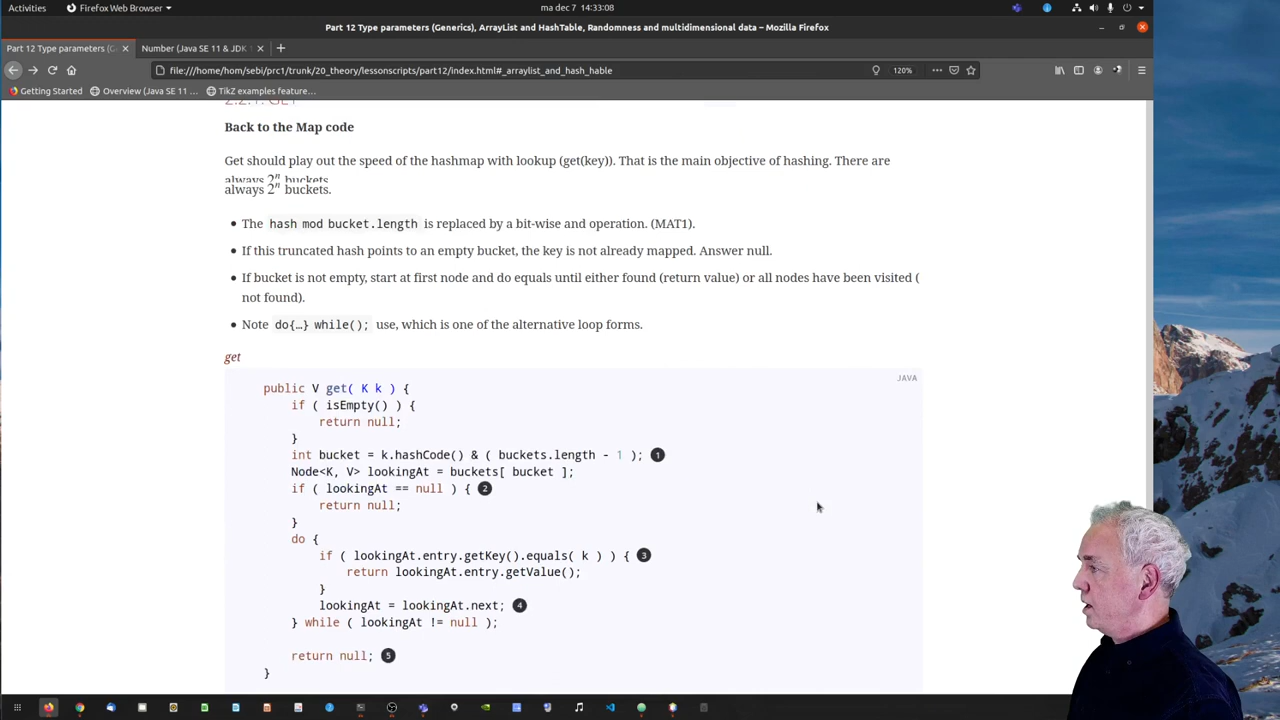 Activities
Firefox Web Browser
ma dec 7 14:33:08
Part 12 Type parameters (Generics), ArrayList and HashTable, Randomness and multidimensional data – Mozilla Firefox
Part 12 Type parameters (G
Number (Java SE 11 & JDK
file:///home/hom/sebi/prc1/trunk/20_theory/lessonscripts/part12/index.html#_arraylist_and_hash_hable
120%
Getting Started
Overview (Java SE 11 ...
TikZ examples feature...
2.2.1. GET
Back to the Map code
Get should play out the speed of the hashmap with lookup (get(key)). That is the main objective of hashing. There are
always 2n buckets.
always 2n buckets.
The hash mod bucket.length is replaced by a bit-wise and operation. (MAT1).
If this truncated hash points to an empty bucket, the key is not already mapped. Answer null.
If bucket is not empty, start at first node and do equals until either found (return value) or all nodes have been visited (
not found).
Note do{…} while(); use, which is one of the alternative loop forms.
get
JAVA
public V get( K k ) {
if ( isEmpty() ) {
return null;
}
int bucket = k.hashCode() & ( buckets.length - 1 ); 1
Node<K, V> lookingAt = buckets[ bucket ];
if ( lookingAt == null ) { 2
return null;
}
do {
if ( lookingAt.entry.getKey().equals( k ) ) { 3
return lookingAt.entry.getValue();
}
lookingAt = lookingAt.next; 4
} while ( lookingAt != null );
return null; 5
}